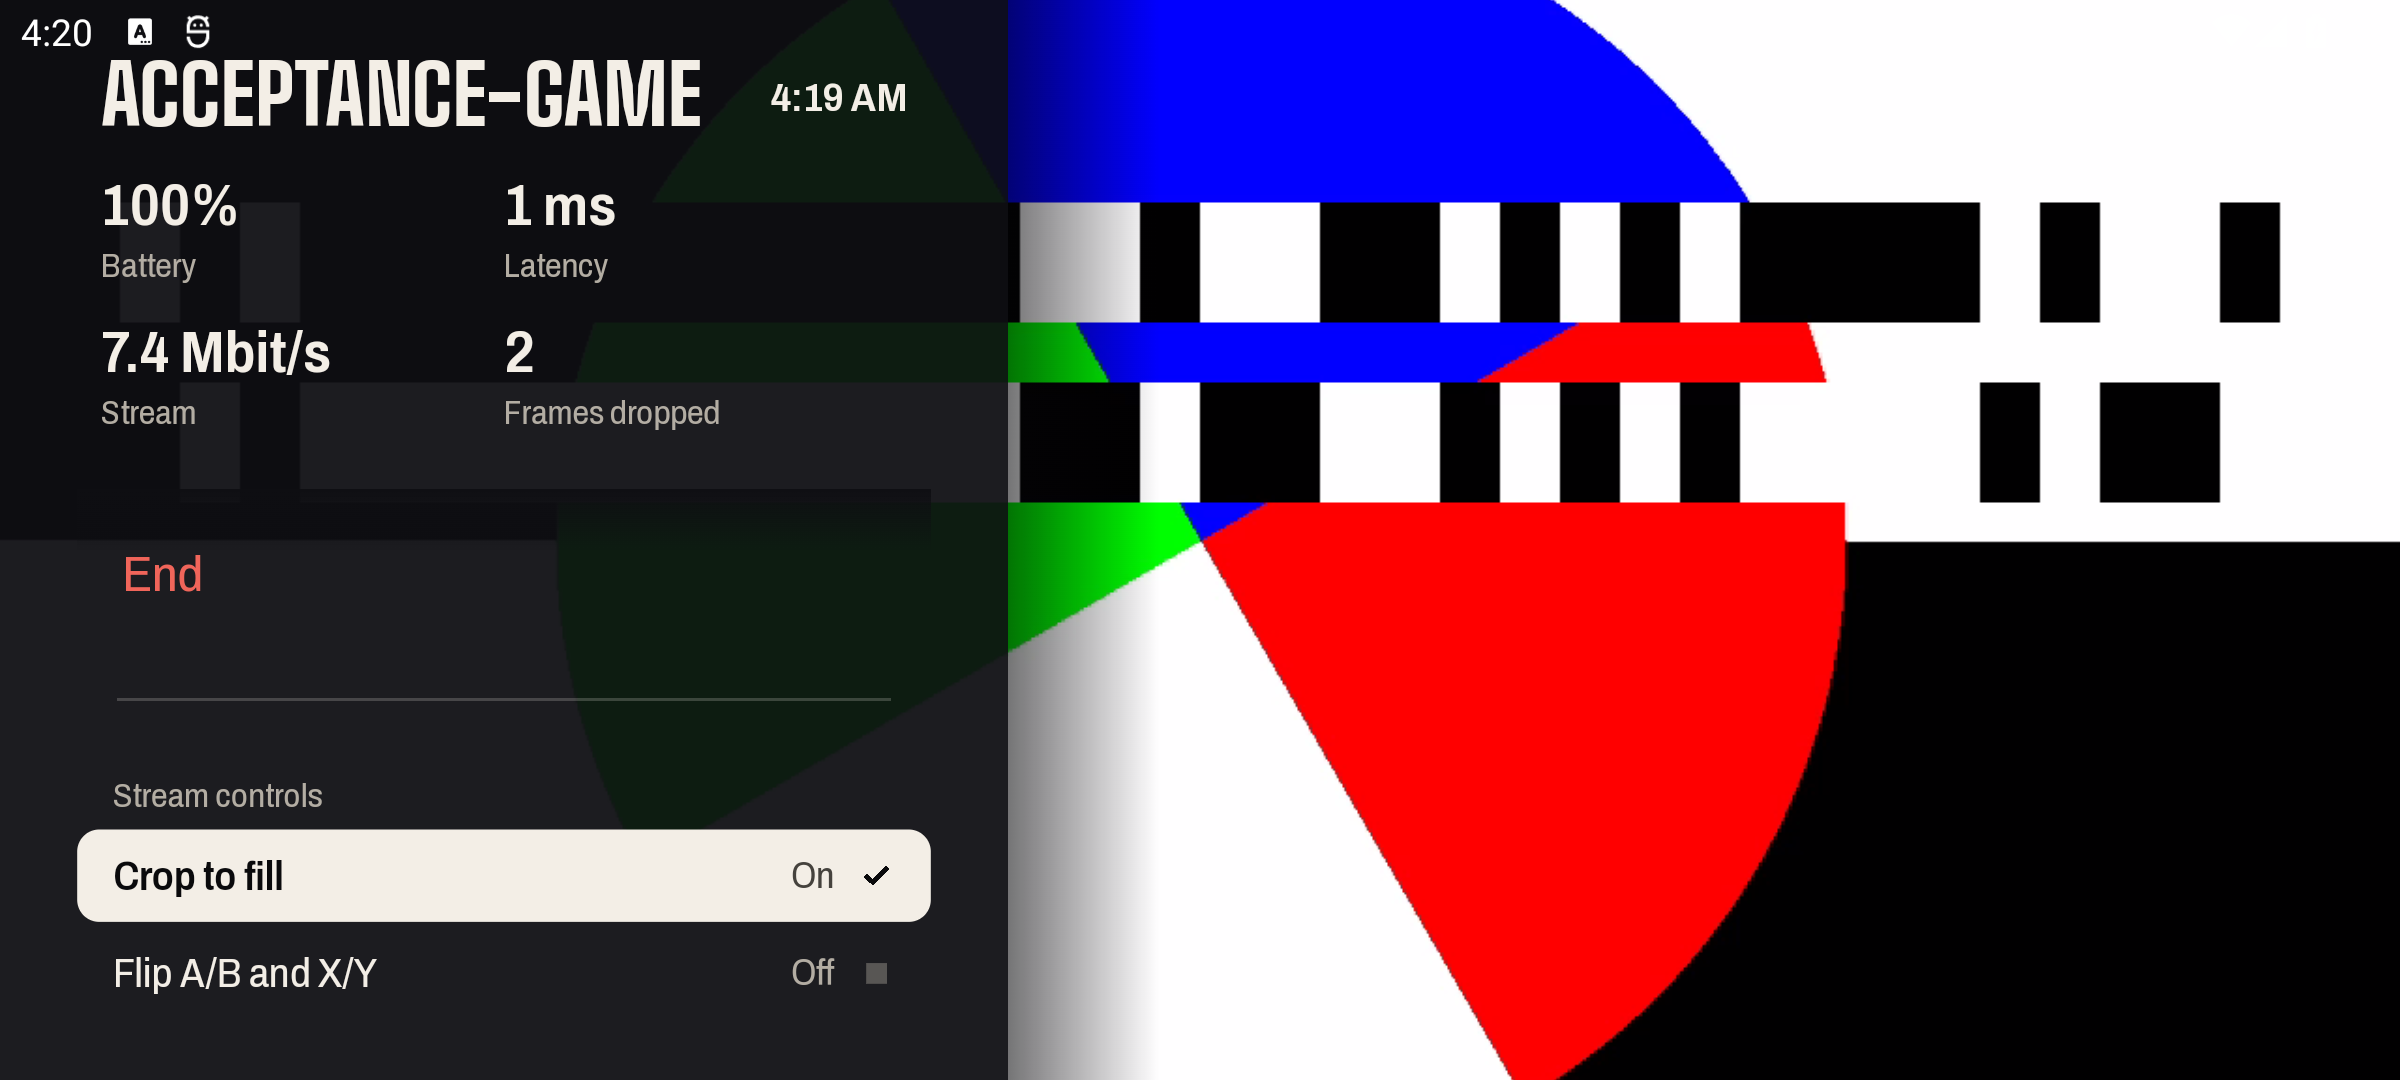 4:20
ACCEPTANCE-GAME 4:19 AM
100% 1 ms
Battery Latency
7.4 Mbit/s 2
Stream Frames dropped
End
Stream controls
Crop to fill On
Flip A/B and X/Y Off